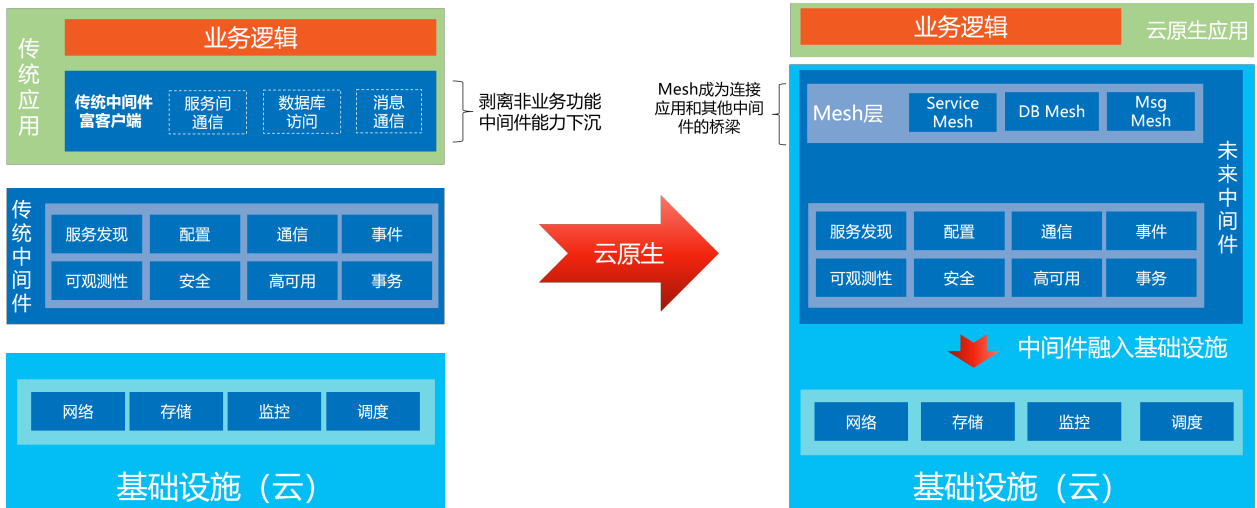 传统应用
业务逻辑
传统中间件
富客户端
服务间
通信
数据库
访问
消息
通信
剥离非业务功能
中间件能力下沉
传统中间件
服务发现
配置
通信
事件
可观测性
安全
高可用
事务
网络
存储
监控
调度
基础设施（云）
云原生
业务逻辑
云原生应用
Mesh成为连接
应用和其他中间
件的桥梁
Mesh层
Service
Mesh
DB Mesh
Msg
Mesh
未来中间件
服务发现
配置
通信
事件
可观测性
安全
高可用
事务
中间件融入基础设施
网络
存储
监控
调度
基础设施（云）